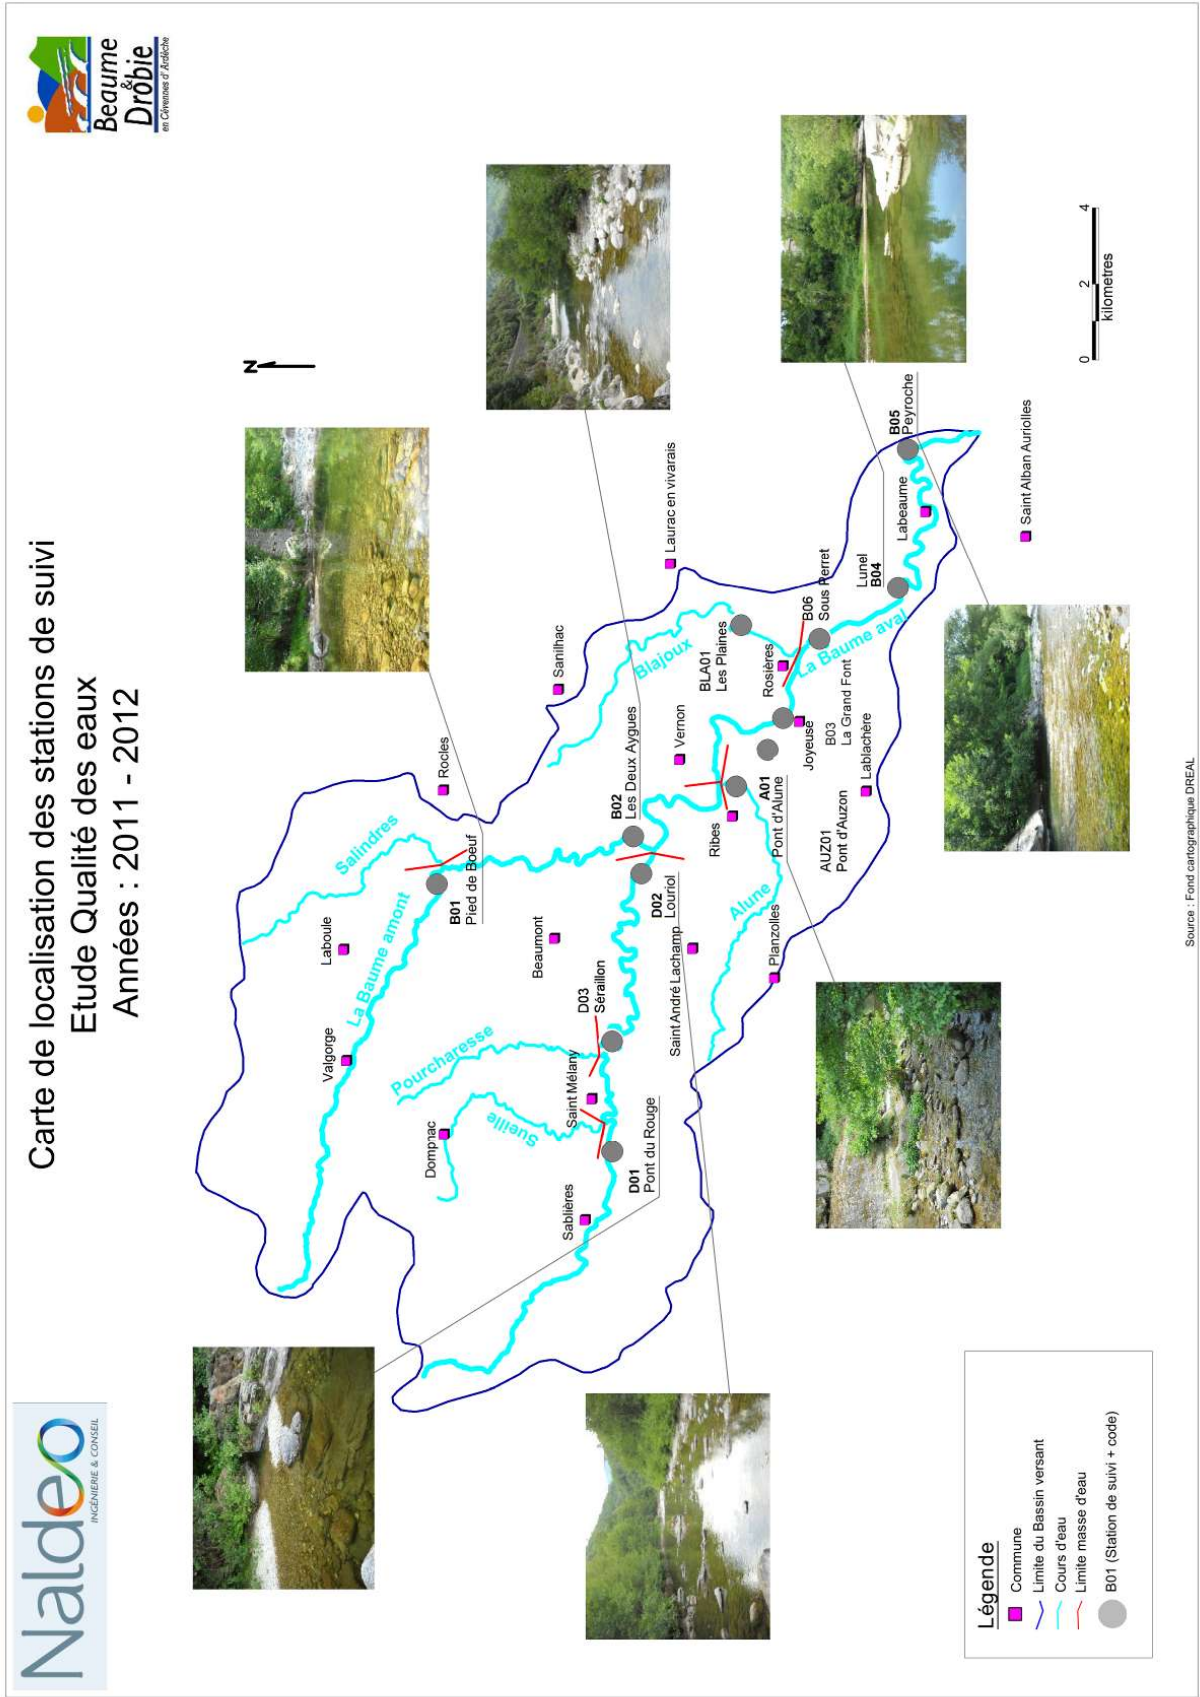 Carte de localisation des stations de suivi
Etude Qualité des eaux
Années : 2011 - 2012
Naldeo
INGÉNIERIE & CONSEIL
Beaume
&
Drobie
en Cévennes d'Ardèche
N
Rocles
Sanilhac
Laurac en vivarais
Salindres
Laboule
La Baume amont
Valgorge
B01
Pied de Boeuf
Beaumont
Pourcharesse
Dompnac
Sueille
Sablières
Saint Mélany
D03
Séraillon
D01
Pont du Rouge
B02
Les Deux Aygues
D02
Louriol
Saint André Lachamp
Vernon
Blajoux
BLA01
Les Plaines
Ribes
Alune
Planzolles
A01
Pont d'Alune
AUZ01
Pont d'Auzon
Rosières
Joyeuse
B03
La Grand Font
Lablachère
B06
Sous Perret
La Baume aval
Lunel
B04
Labeaume
B05
Peyroche
Saint Alban Auriolles
0
2
4
kilometres
Légende
Commune
Limite du Bassin versant
Cours d'eau
Limite masse d'eau
B01 (Station de suivi + code)
Source : Fond cartographique DREAL